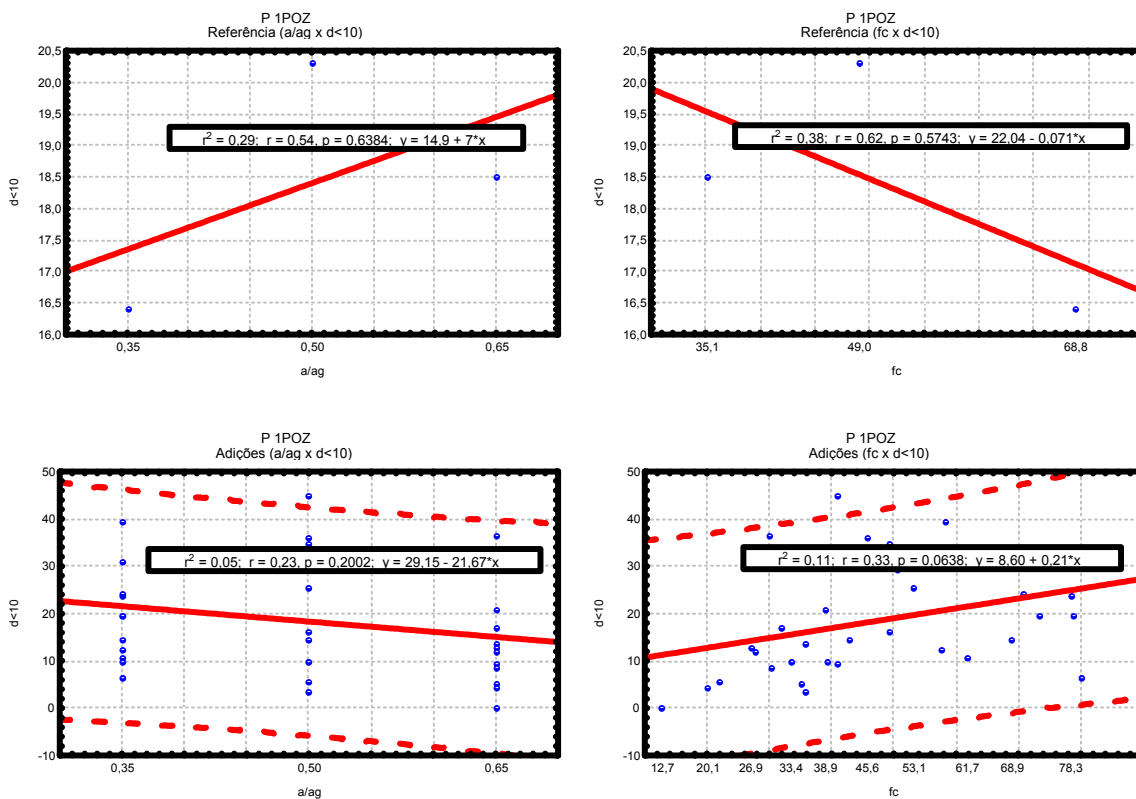 P 1POZ
Referência (a/ag x d<10)
20,5
20,0
19,5
19,0
18,5
18,0
17,5
17,0
16,5
16,0
d<10
r² = 0,29; r = 0,54, p = 0,6384; y = 14,9 + 7*x
0,35 0,50 0,65
a/ag
P 1POZ
Referência (fc x d<10)
20,5
20,0
19,5
19,0
18,5
18,0
17,5
17,0
16,5
16,0
d<10
r² = 0,38; r = 0,62, p = 0,5743; y = 22,04 - 0,071*x
35,1 49,0 68,8
fc
P 1POZ
Adições (a/ag x d<10)
50
40
30
20
10
0
-10
d<10
r² = 0,05; r = 0,23, p = 0,2002; y = 29,15 - 21,67*x
0,35 0,50 0,65
a/ag
P 1POZ
Adições (fc x d<10)
50
40
30
20
10
0
-10
d<10
r² = 0,11; r = 0,33, p = 0,0638; y = 8,60 + 0,21*x
12,7 20,1 26,9 33,4 38,9 45,6 53,1 61,7 68,9 78,3
fc